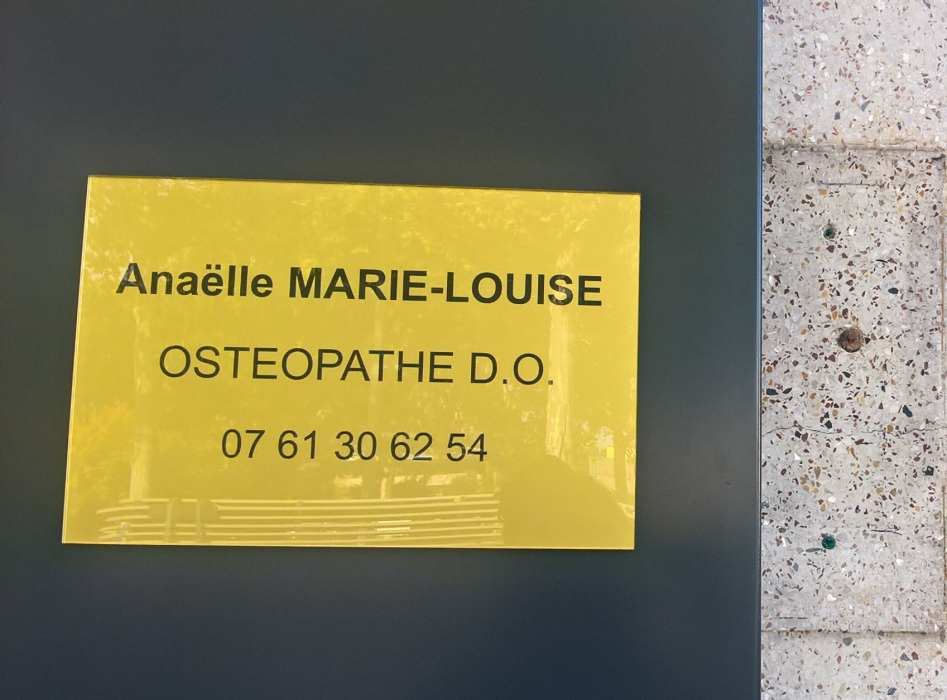 Anaëlle MARIE-LOUISE
OSTEOPATHE D.O.
07 61 30 62 54